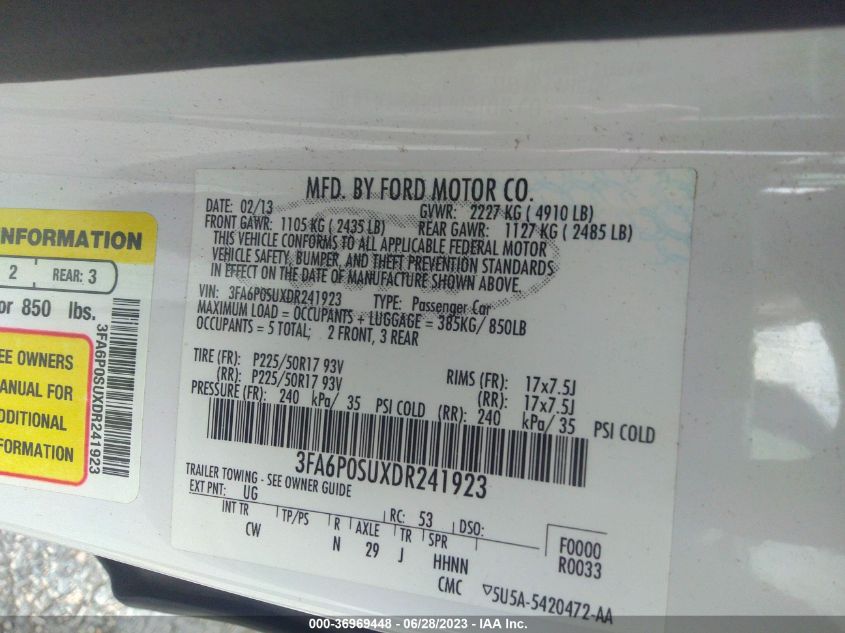 NFORMATION
2 REAR: 3
or 850 lbs.
EE OWNERS
ANUAL FOR
DDITIONAL
FORMATION
3FA6P0SUXDR241923
MFD. BY FORD MOTOR CO.
DATE: 02/13 GVWR: 2227 KG ( 4910 LB)
FRONT GAWR: 1105 KG ( 2435 LB) REAR GAWR: 1127 KG ( 2485 LB)
THIS VEHICLE CONFORMS TO ALL APPLICABLE FEDERAL MOTOR
VEHICLE SAFETY, BUMPER, AND THEFT PREVENTION STANDARDS
IN EFFECT ON THE DATE OF MANUFACTURE SHOWN ABOVE.
VIN: 3FA6P0SUXDR241923 TYPE: Passenger Car
MAXIMUM LOAD = OCCUPANTS + LUGGAGE = 385KG/ 850LB
OCCUPANTS = 5 TOTAL; 2 FRONT, 3 REAR
TIRE (FR): P225/50R17 93V RIMS (FR): 17x7.5J
(RR): P225/50R17 93V (RR): 17x7.5J
PRESSURE (FR): 240 kPa/ 35 PSI COLD (RR): 240 kPa/ 35 PSI COLD
3FA6P0SUXDR241923
TRAILER TOWING - SEE OWNER GUIDE
EXT PNT: UG RC: 53 DSO:
INT TR TP/PS R AXLE TR SPR F0000
CW N 29 J HHNN R0033
CMC ▽5U5A-5420472-AA
000 - 36969448 - 06/28/2023 - IAA Inc.